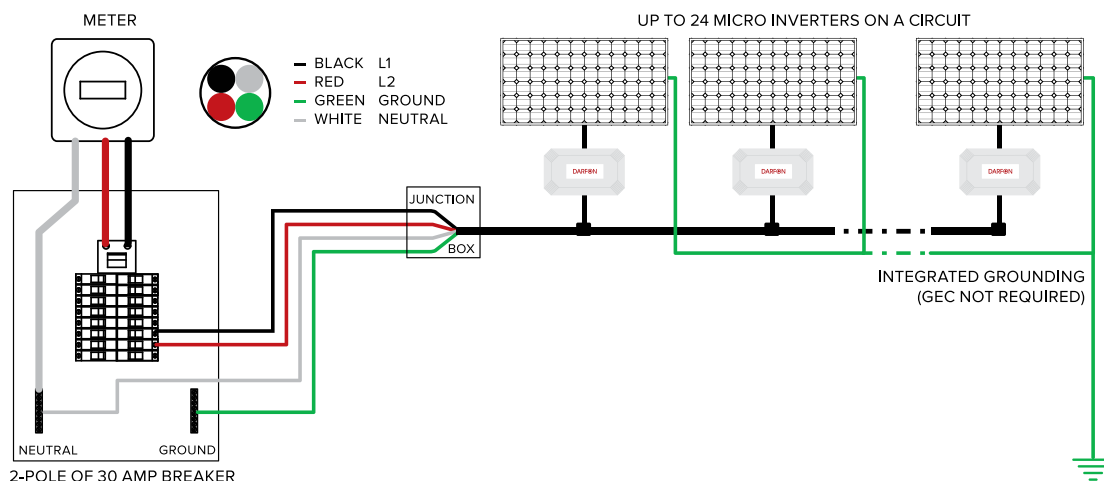 METER
UP TO 24 MICRO INVERTERS ON A CIRCUIT
BLACK L1
RED L2
GREEN GROUND
WHITE NEUTRAL
DARFON
DARFON
DARFON
JUNCTION
BOX
INTEGRATED GROUNDING
(GEC NOT REQUIRED)
NEUTRAL
GROUND
2-POLE OF 30 AMP BREAKER